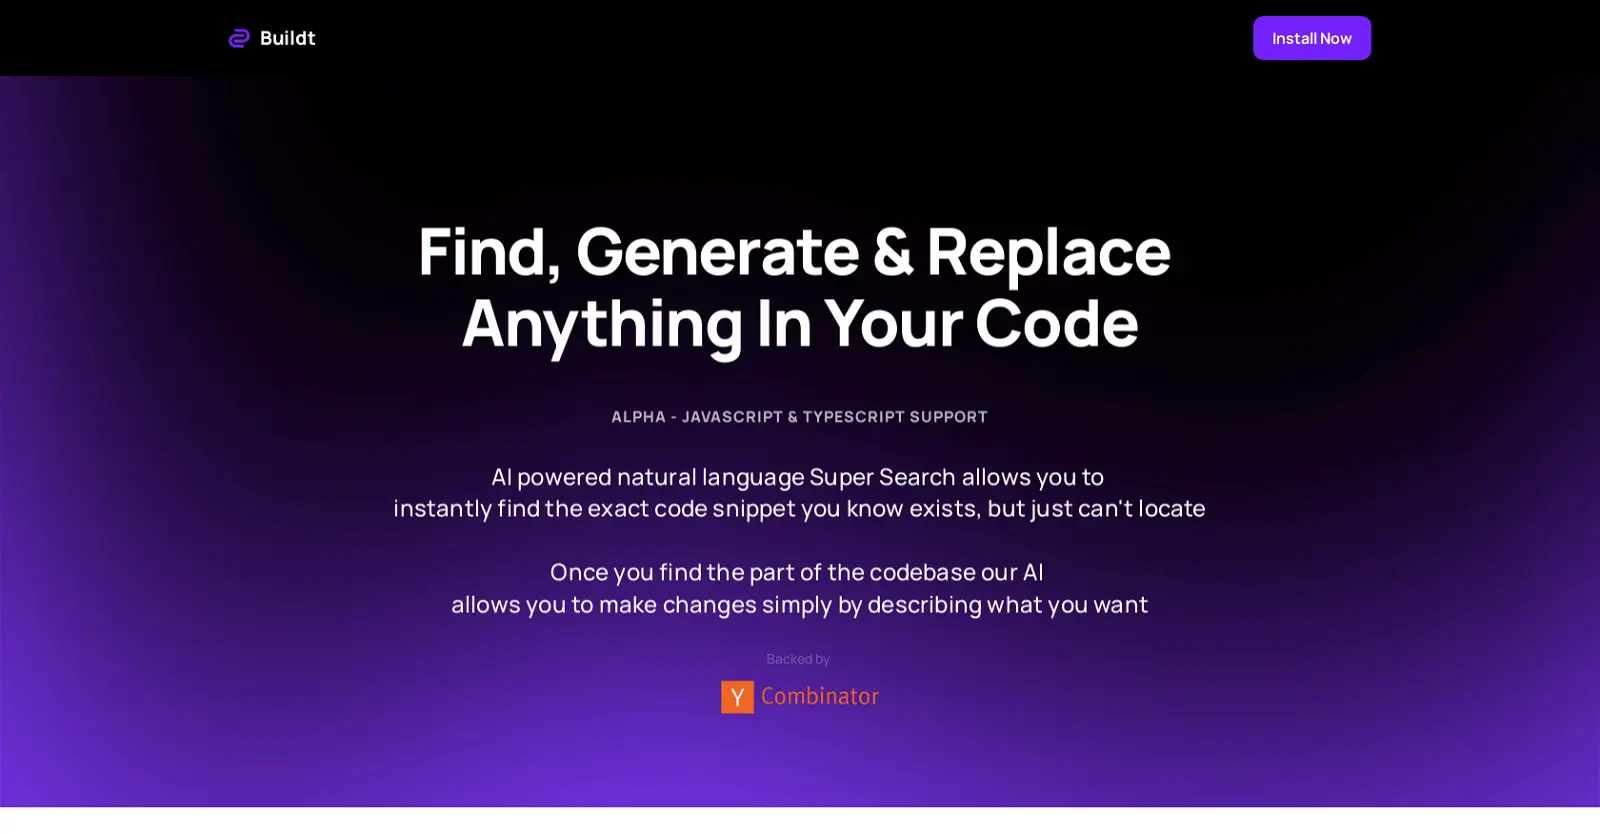 Buildt
Install Now
Find, Generate & Replace
Anything In Your Code
ALPHA - JAVASCRIPT & TYPESCRIPT SUPPORT
AI powered natural language Super Search allows you to
instantly find the exact code snippet you know exists, but just can't locate
Once you find the part of the codebase our AI
allows you to make changes simply by describing what you want
Backed by
Y Combinator